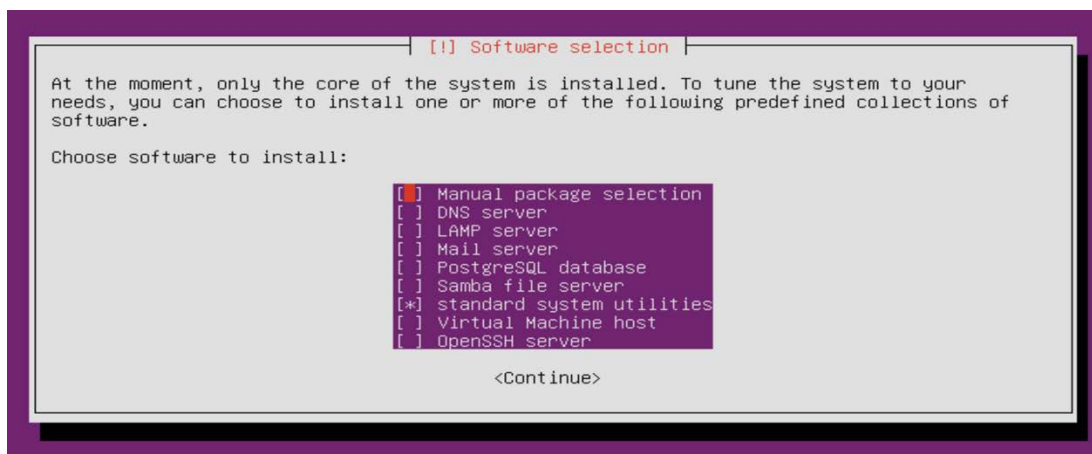 [!] Software selection
At the moment, only the core of the system is installed. To tune the system to your
needs, you can choose to install one or more of the following predefined collections of
software.
Choose software to install:
[ ] Manual package selection
[ ] DNS server
[ ] LAMP server
[ ] Mail server
[ ] PostgreSQL database
[ ] Samba file server
[*] standard system utilities
[ ] Virtual Machine host
[ ] OpenSSH server
<Continue>